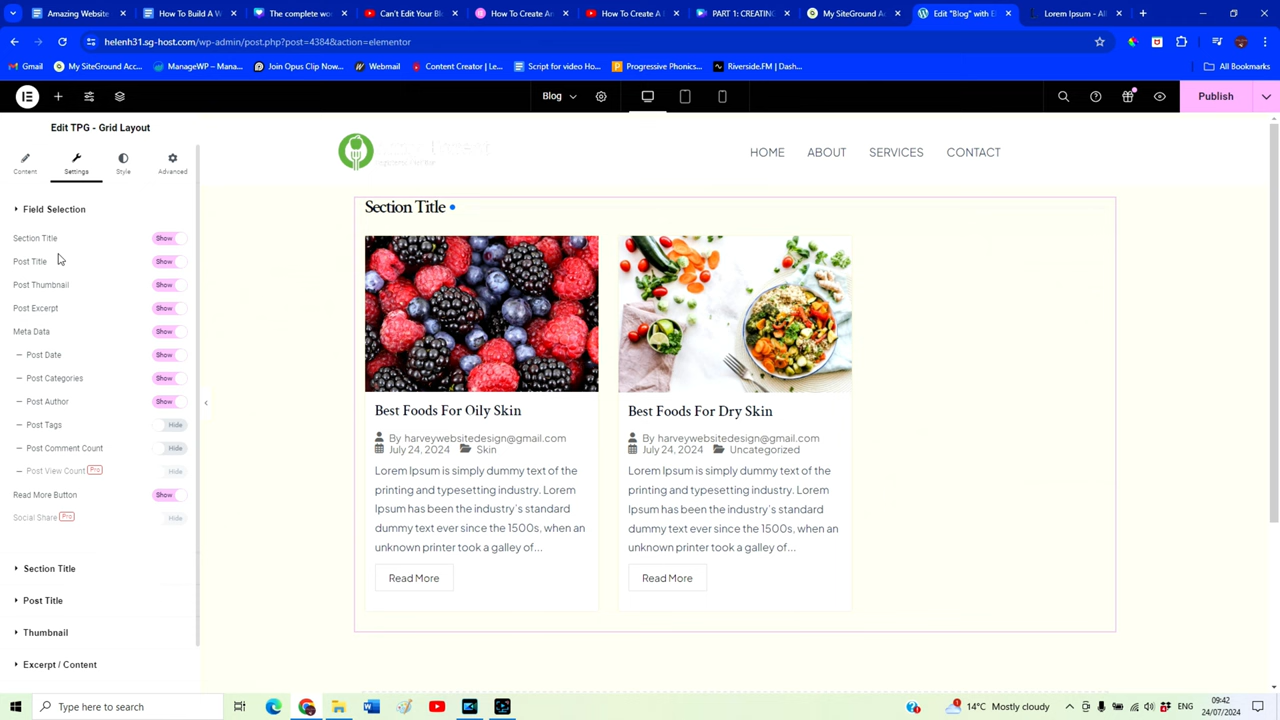 Amazing Website
How To Build A W
The complete woo
Can't Edit Your Bl
How To Create An
How To Create A F
PART 1: CREATING
My SiteGround Ac
Edit "Blog" with El
Lorem Ipsum - All
helenh31.sg-host.com/wp-admin/post.php?post=4384&action=elementor
Gmail
My SiteGround Acc...
ManageWP – Mana...
Join Opus Clip Now...
Webmail
Content Creator | Le...
Script for video Ho...
Progressive Phonics...
Riverside.FM | Dash...
All Bookmarks
Blog
Publish
Edit TPG - Grid Layout
Content
Settings
Style
Advanced
Field Selection
Section Title Show
Post Title Show
Post Thumbnail Show
Post Excerpt Show
Meta Data Show
– Post Date Show
– Post Categories Show
– Post Author Show
– Post Tags Hide
– Post Comment Count Hide
– Post View Count Pro Hide
Read More Button Show
Social Share Pro Hide
Section Title
Post Title
Thumbnail
Excerpt / Content
HOME ABOUT SERVICES CONTACT
Section Title
Best Foods For Oily Skin
By harveywebsitedesign@gmail.com
July 24, 2024 Skin
Lorem Ipsum is simply dummy text of the
printing and typesetting industry. Lorem
Ipsum has been the industry's standard
dummy text ever since the 1500s, when an
unknown printer took a galley of...
Read More
Best Foods For Dry Skin
By harveywebsitedesign@gmail.com
July 24, 2024 Uncategorized
Lorem Ipsum is simply dummy text of the
printing and typesetting industry. Lorem
Ipsum has been the industry's standard
dummy text ever since the 1500s, when an
unknown printer took a galley of...
Read More
Type here to search
14°C Mostly cloudy
ENG
09:42
24/07/2024